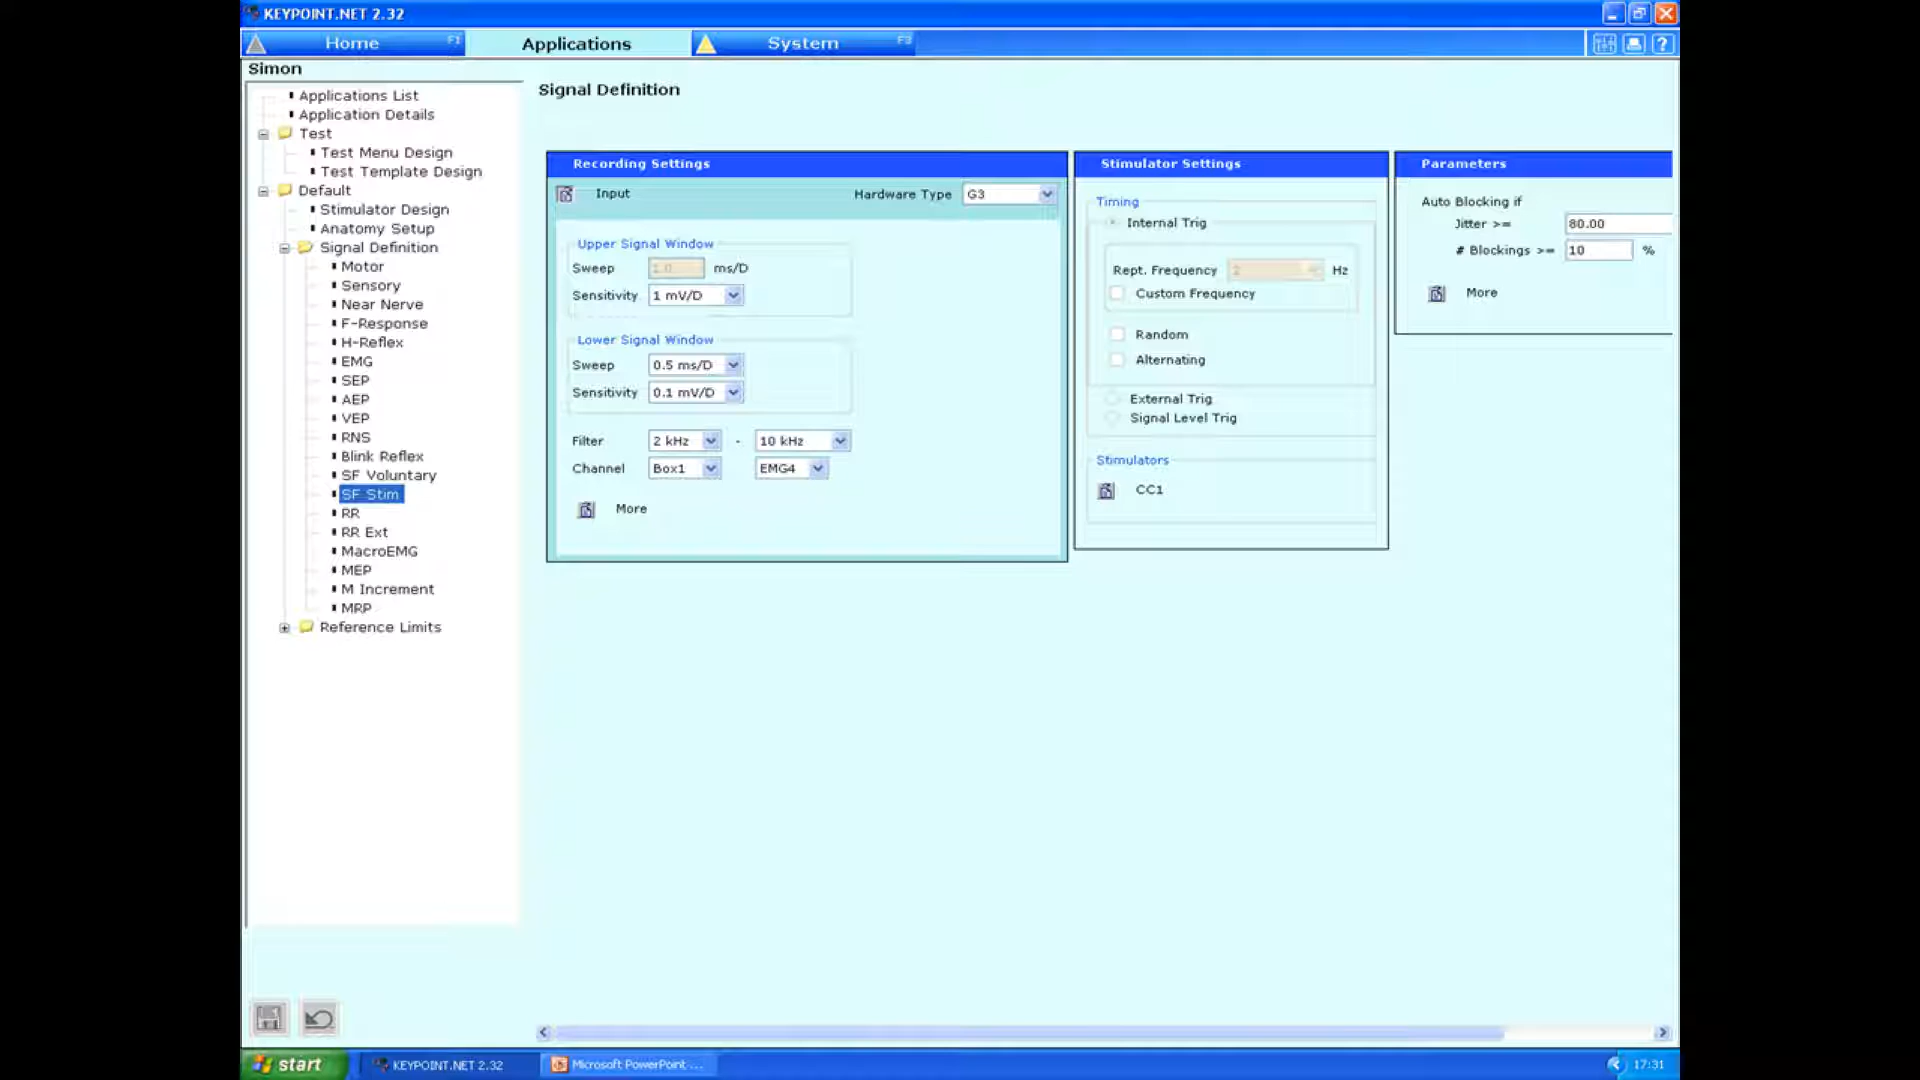 KEYPOINT.NET 2.32
Home F1 Applications System F3
Simon
Applications List
Application Details
Test
Test Menu Design
Test Template Design
Default
Stimulator Design
Anatomy Setup
Signal Definition
Motor
Sensory
Near Nerve
F-Response
H-Reflex
EMG
SEP
AEP
VEP
RNS
Blink Reflex
SF Voluntary
SF Stim
RR
RR Ext
MacroEMG
MEP
M Increment
MRP
Reference Limits
Signal Definition
Recording Settings
Input Hardware Type G3
Upper Signal Window
Sweep 1.0 ms/D
Sensitivity 1 mV/D
Lower Signal Window
Sweep 0.5 ms/D
Sensitivity 0.1 mV/D
Filter 2 kHz - 10 kHz
Channel Box1 EMG4
More
Stimulator Settings
Timing
Internal Trig
Rept. Frequency 2 Hz
Custom Frequency
Random
Alternating
External Trig
Signal Level Trig
Stimulators
CC1
Parameters
Auto Blocking if
Jitter >= 80.00
# Blockings >= 10 %
More
start KEYPOINT.NET 2.32 Microsoft PowerPoint ... 17:31